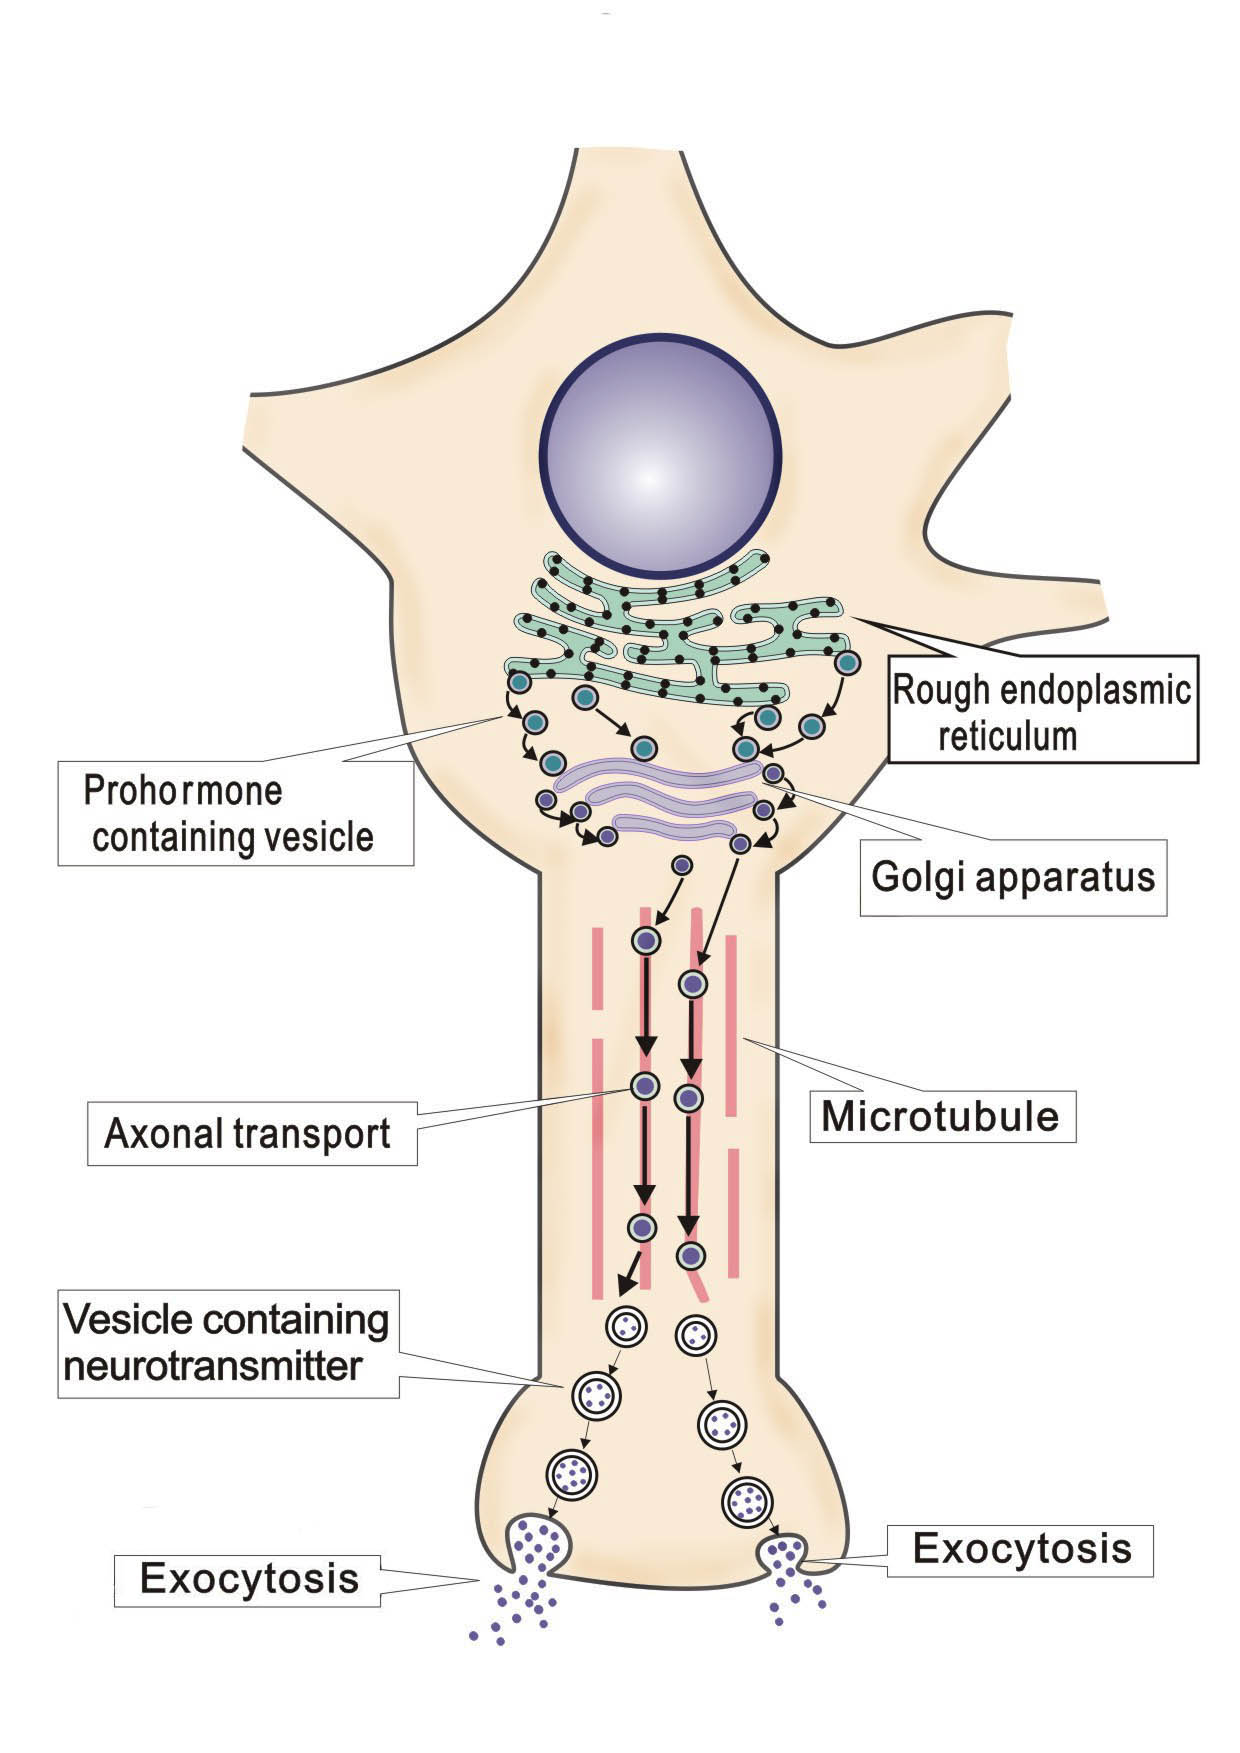 Rough endoplasmic
reticulum
Prohormone
containing vesicle
Golgi apparatus
Axonal transport
Microtubule
Vesicle containing
neurotransmitter
Exocytosis
Exocytosis